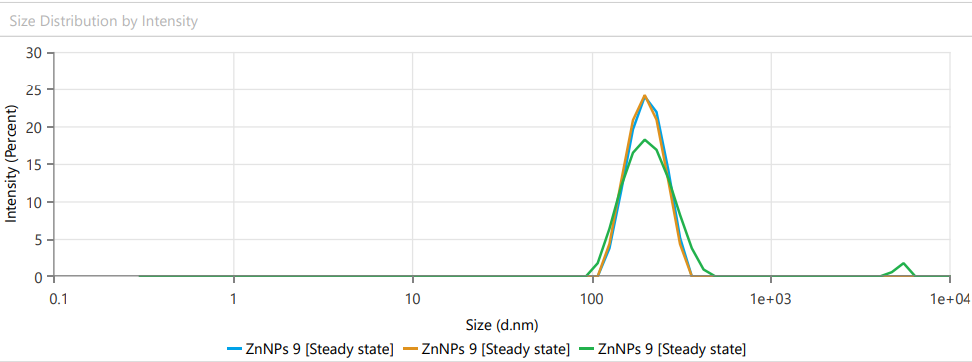 Size Distribution by Intensity
30
25
20
15
10
5
0
Intensity (Percent)
0.1 1 10 100 1e+03 1e+04
Size (d.nm)
ZnNPs 9 [Steady state] ZnNPs 9 [Steady state] ZnNPs 9 [Steady state]